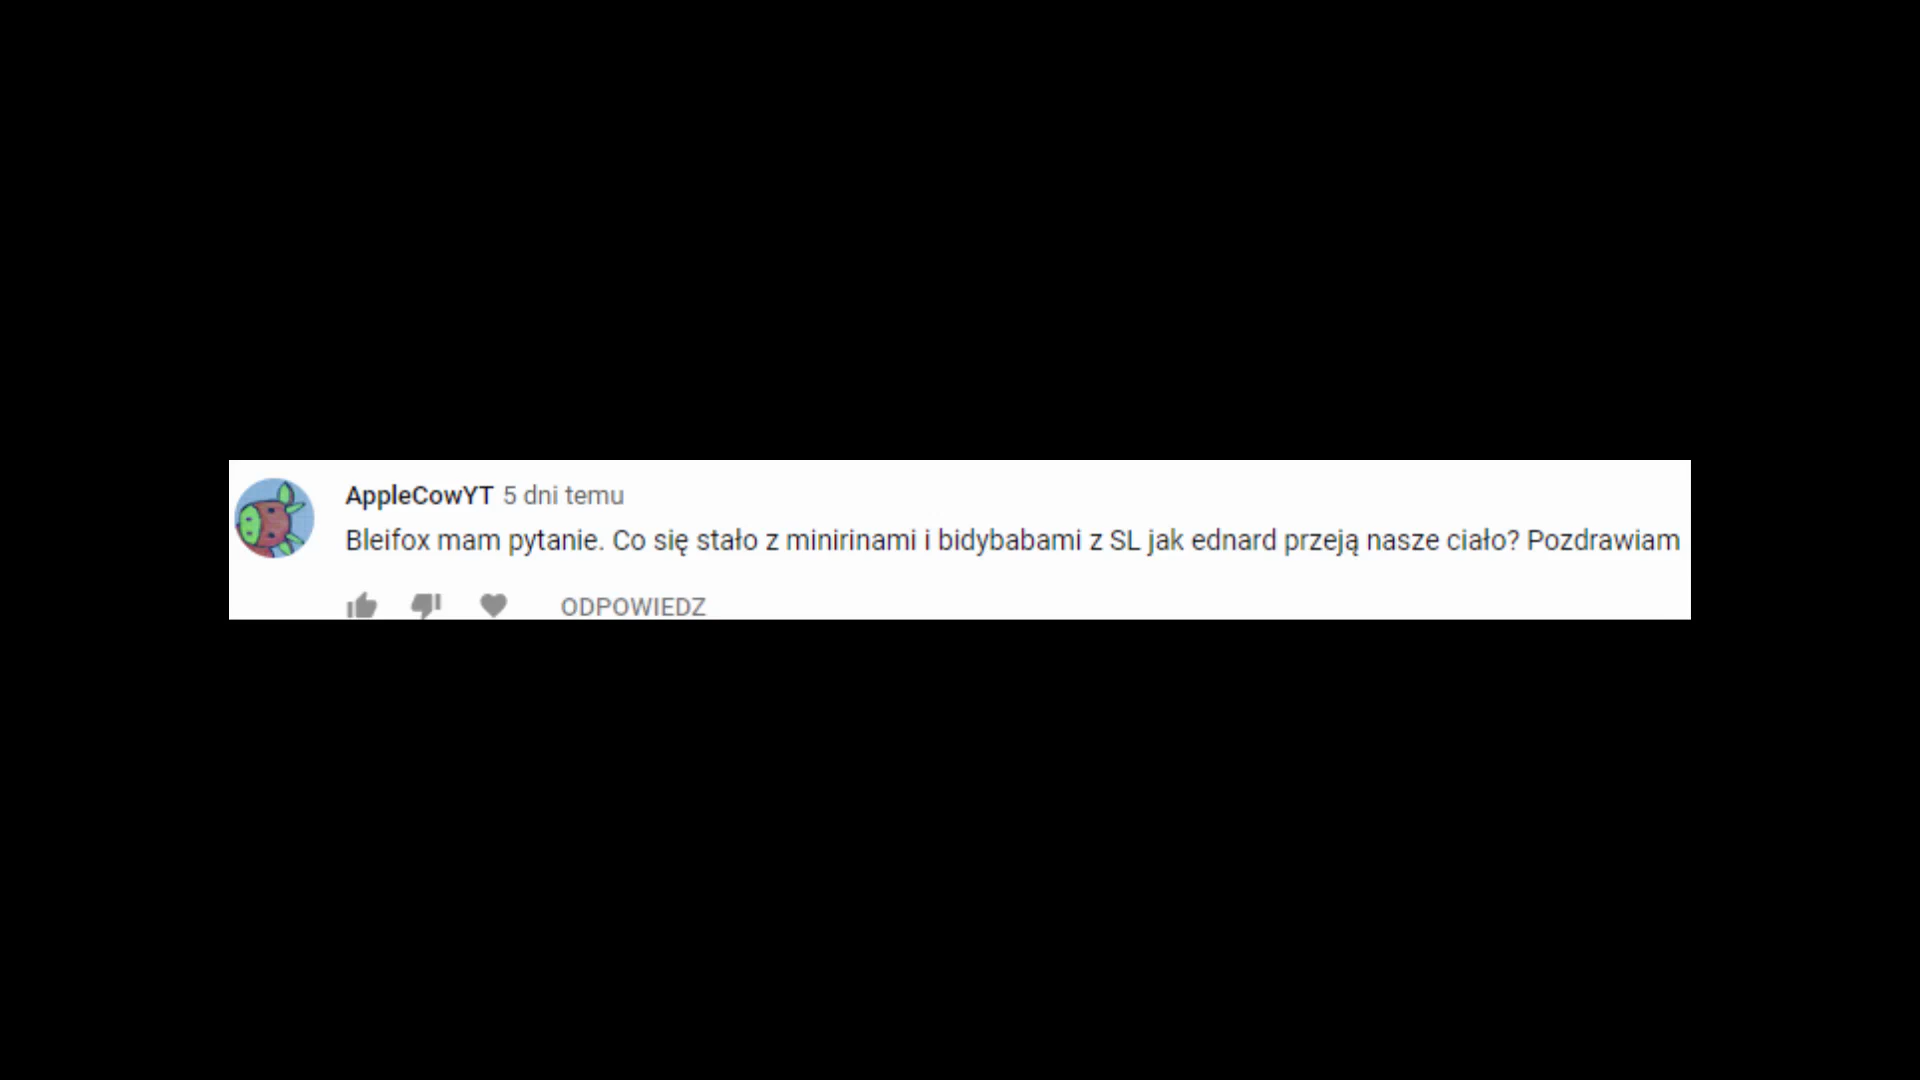 AppleCowYT 5 dni temu
Bleifox mam pytanie. Co się stało z minirinami i bidybabami z SL jak ednard przeją nasze ciało? Pozdrawiam
ODPOWIEDZ